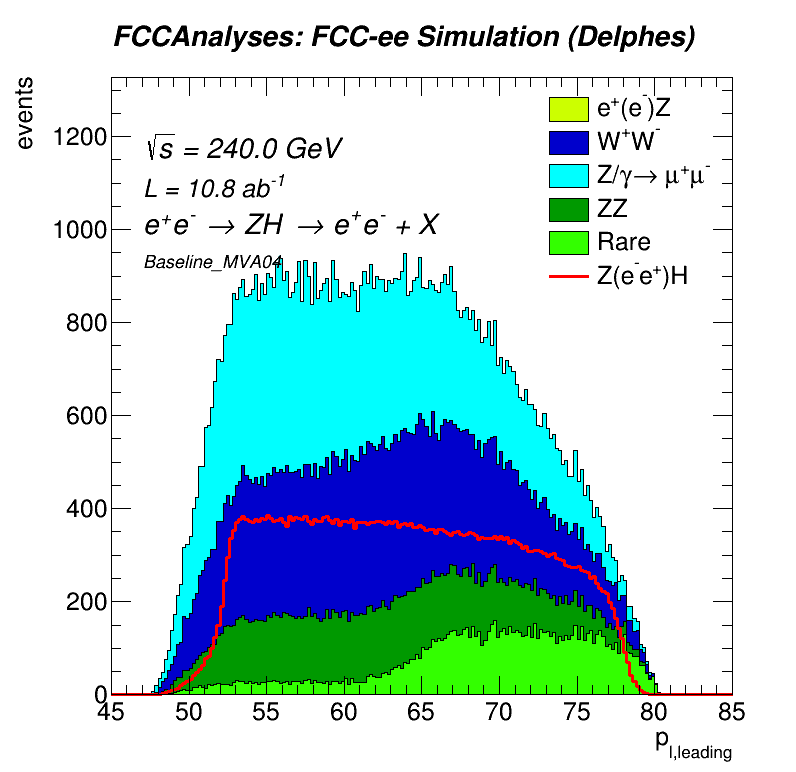 FCCAnalyses: FCC-ee Simulation (Delphes)
events
√s = 240.0 GeV
L = 10.8 ab⁻¹
e⁺e⁻ → ZH → e⁺e⁻ + X
Baseline_MVA04
e⁺(e⁻)Z
W⁺W⁻
Z/γ→ μ⁺μ⁻
ZZ
Rare
Z(e⁻e⁺)H
1200
1000
800
600
400
200
0
45 50 55 60 65 70 75 80 85
p_l,leading